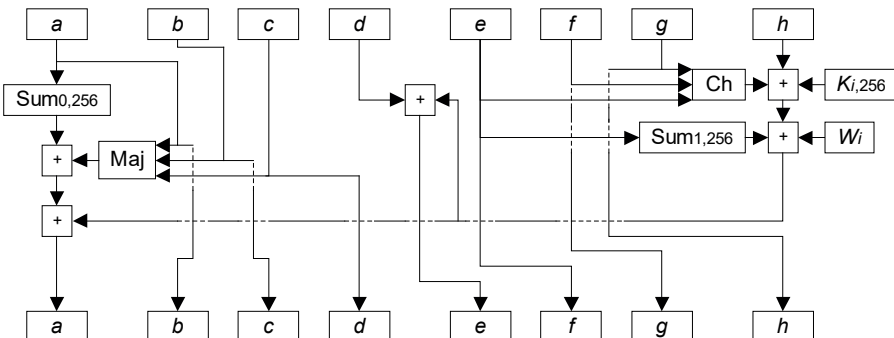 a b c d e f g h
+ Ch + Ki,256
Sum0,256
+ Maj Sum1,256 + Wi
+
a b c d e f g h